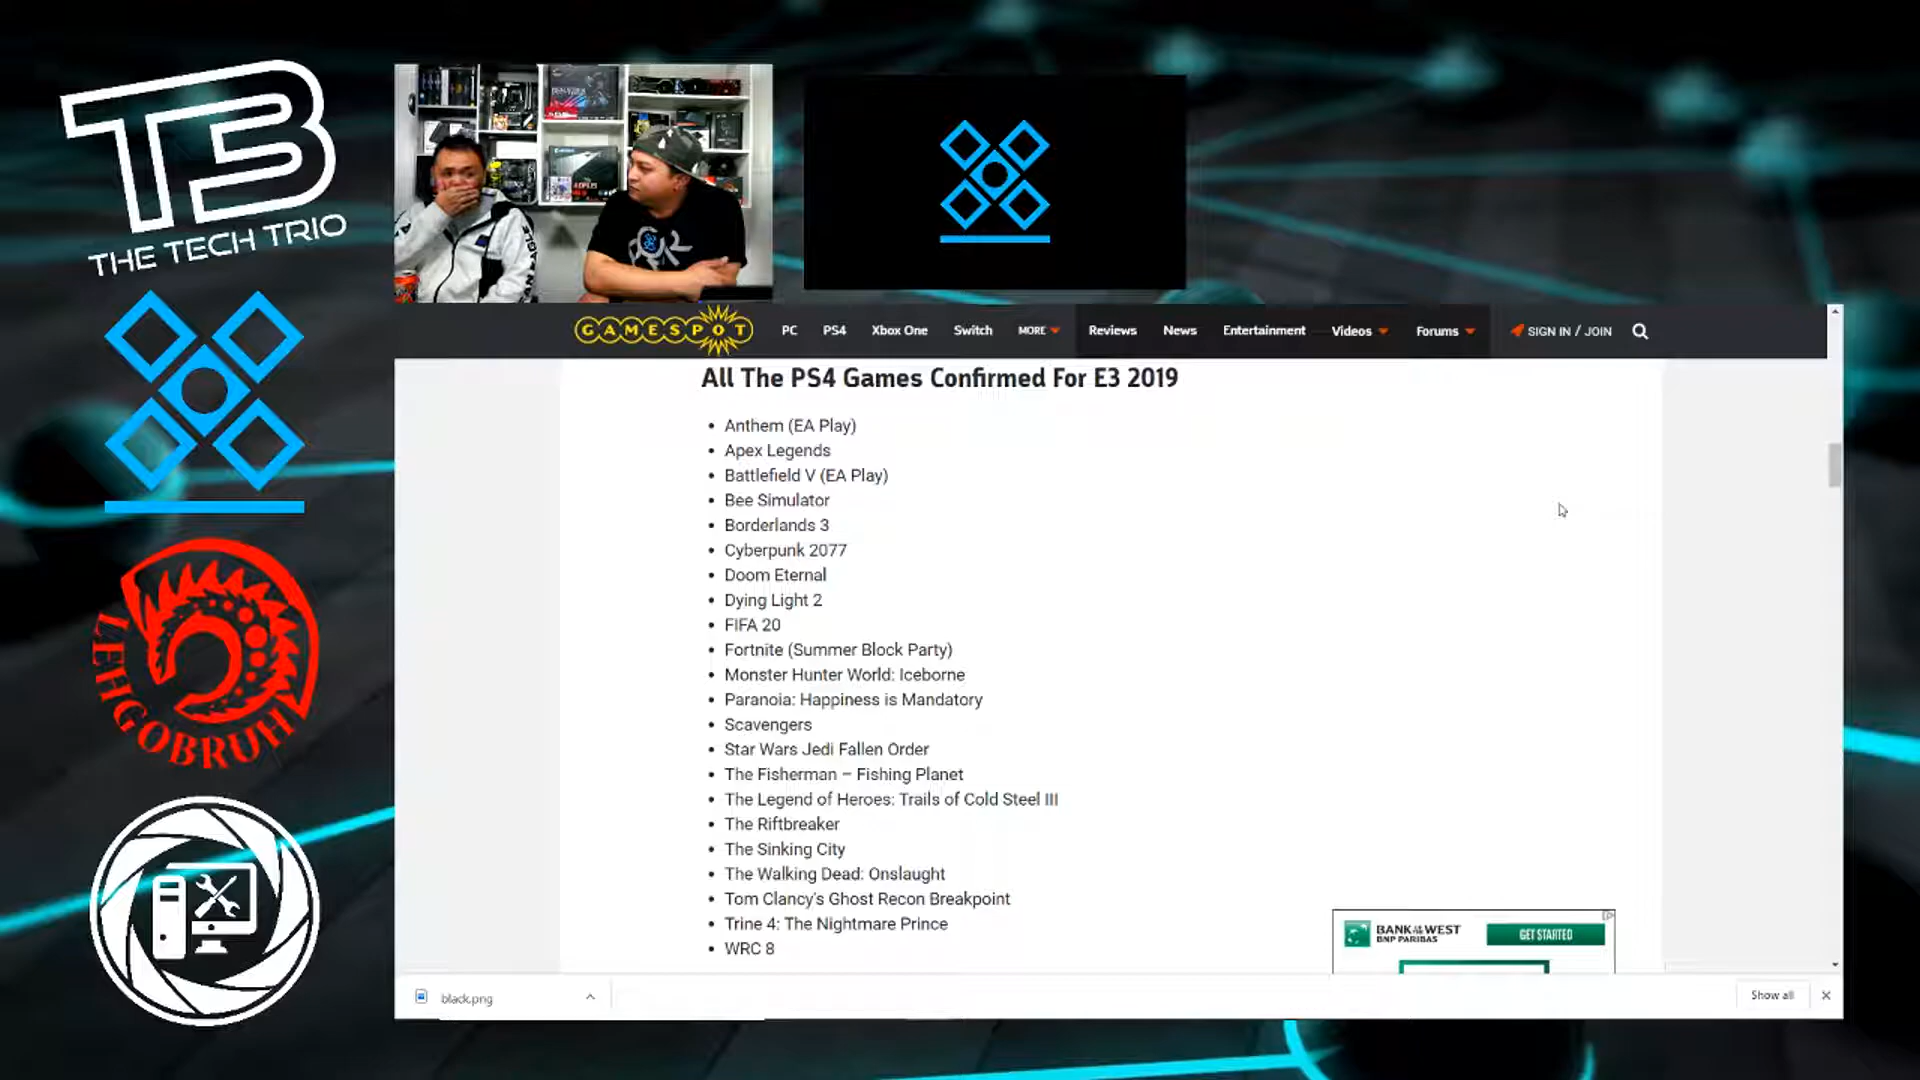 T3
THE TECH TRIO
LEHGOBRUH
GAMESPOT
PC
PS4
Xbox One
Switch
MORE
Reviews
News
Entertainment
Videos
Forums
SIGN IN / JOIN
All The PS4 Games Confirmed For E3 2019
• Anthem (EA Play)
• Apex Legends
• Battlefield V (EA Play)
• Bee Simulator
• Borderlands 3
• Cyberpunk 2077
• Doom Eternal
• Dying Light 2
• FIFA 20
• Fortnite (Summer Block Party)
• Monster Hunter World: Iceborne
• Paranoia: Happiness is Mandatory
• Scavengers
• Star Wars Jedi Fallen Order
• The Fisherman – Fishing Planet
• The Legend of Heroes: Trails of Cold Steel III
• The Riftbreaker
• The Sinking City
• The Walking Dead: Onslaught
• Tom Clancy's Ghost Recon Breakpoint
• Trine 4: The Nightmare Prince
• WRC 8
BANK OF THE WEST
BNP PARIBAS
GET STARTED
black.png
Show all